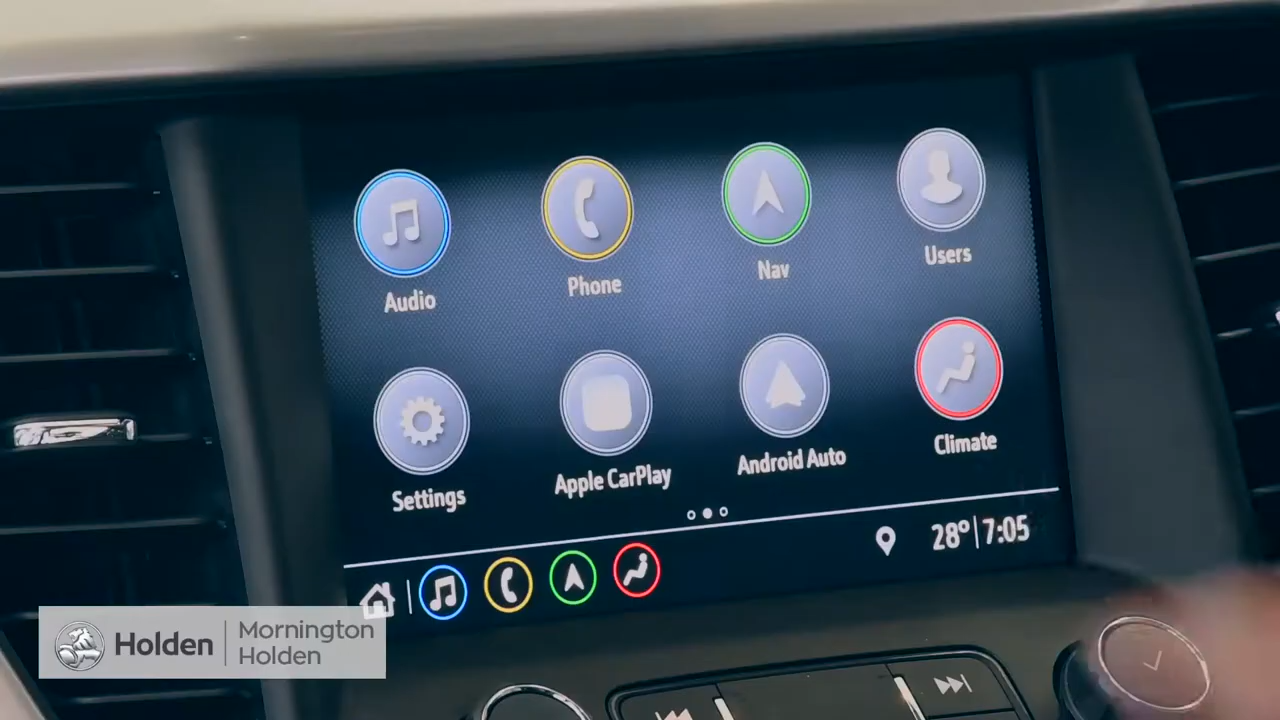 Audio
Phone
Nav
Users
Settings
Apple CarPlay
Android Auto
Climate
28°
7:05
Holden
Mornington
Holden